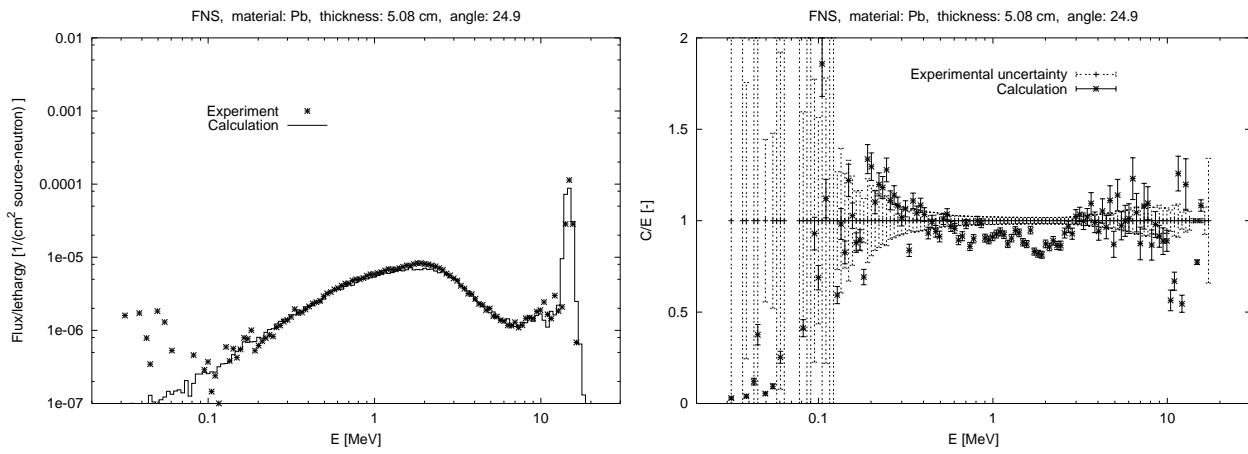 FNS, material: Pb, thickness: 5.08 cm, angle: 24.9
0.01
0.001
0.0001
1e-05
1e-06
1e-07
Flux/lethargy [1/(cm² source-neutron) ]
Experiment
Calculation
0.1
1
10
E [MeV]
FNS, material: Pb, thickness: 5.08 cm, angle: 24.9
2
1.5
1
0.5
0
C/E [-]
Experimental uncertainty
Calculation
0.1
1
10
E [MeV]